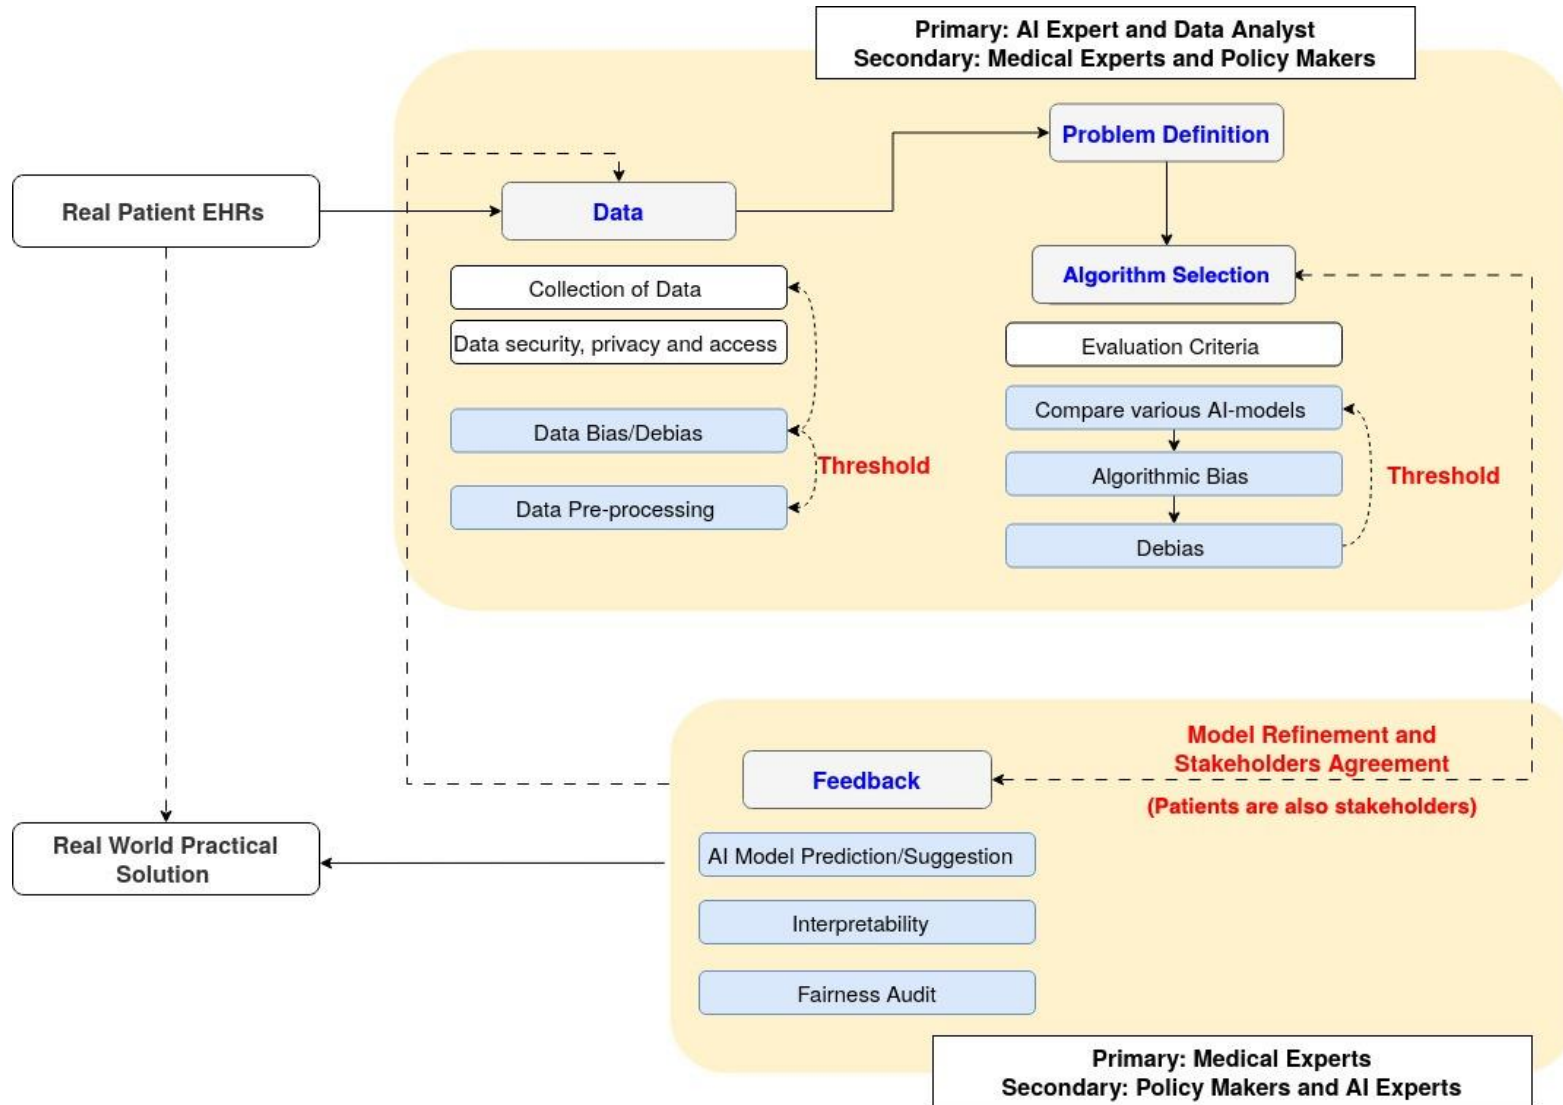 Primary: AI Expert and Data Analyst
Secondary: Medical Experts and Policy Makers
Problem Definition
Real Patient EHRs
Data
Algorithm Selection
Collection of Data
Data security, privacy and access
Data Bias/Debias
Threshold
Data Pre-processing
Evaluation Criteria
Compare various AI-models
Algorithmic Bias
Threshold
Debias
Model Refinement and
Stakeholders Agreement
(Patients are also stakeholders)
Feedback
AI Model Prediction/Suggestion
Interpretability
Fairness Audit
Real World Practical
Solution
Primary: Medical Experts
Secondary: Policy Makers and AI Experts